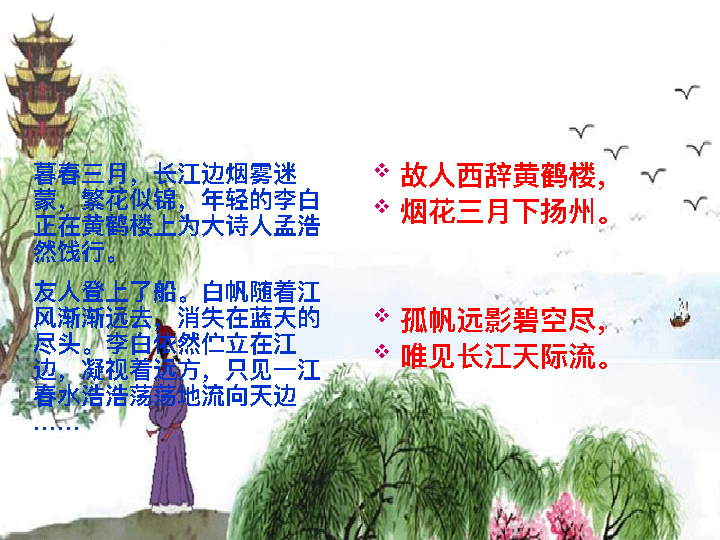 暮春三月，长江边烟雾迷
蒙，繁花似锦，年轻的李白
正在黄鹤楼上为大诗人孟浩
然饯行。
友人登上了船。白帆随着江
风渐渐远去，消失在蓝天的
尽头。李白依然伫立在江
边，凝视着远方，只见一江
春水浩浩荡荡地流向天边
……
故人西辞黄鹤楼，
烟花三月下扬州。
孤帆远影碧空尽，
唯见长江天际流。